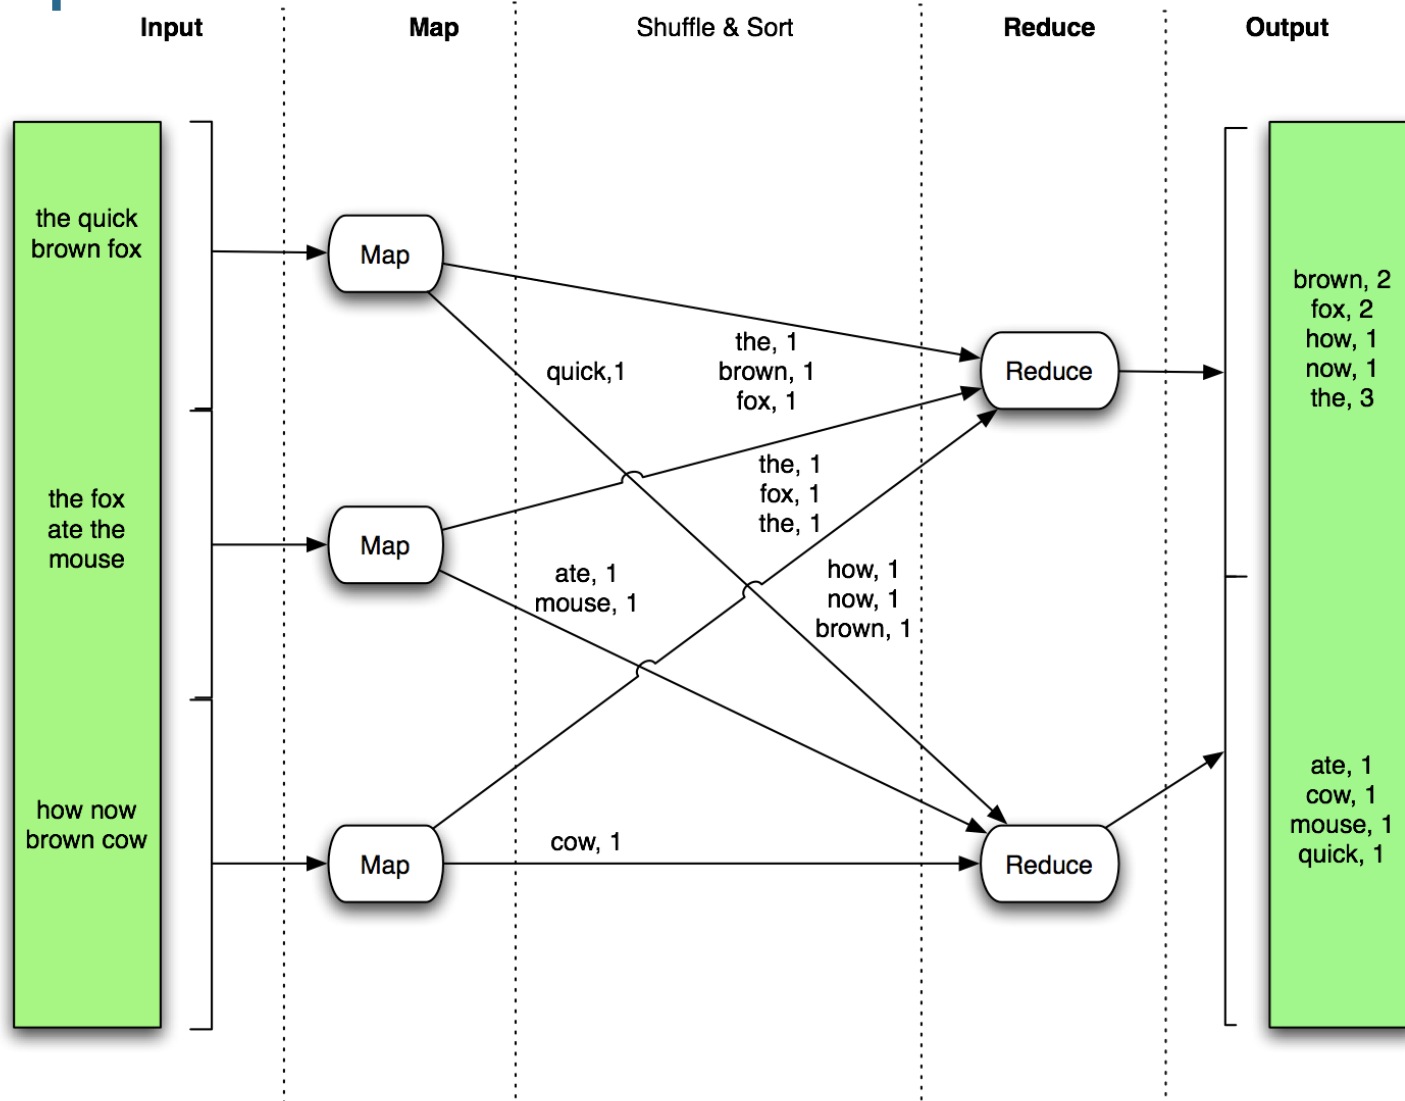 Input
Map
Shuffle & Sort
Reduce
Output
the quick
brown fox
the fox
ate the
mouse
how now
brown cow
Map
Map
Map
quick,1
the, 1
brown, 1
fox, 1
the, 1
fox, 1
the, 1
ate, 1
mouse, 1
how, 1
now, 1
brown, 1
cow, 1
Reduce
Reduce
brown, 2
fox, 2
how, 1
now, 1
the, 3
ate, 1
cow, 1
mouse, 1
quick, 1